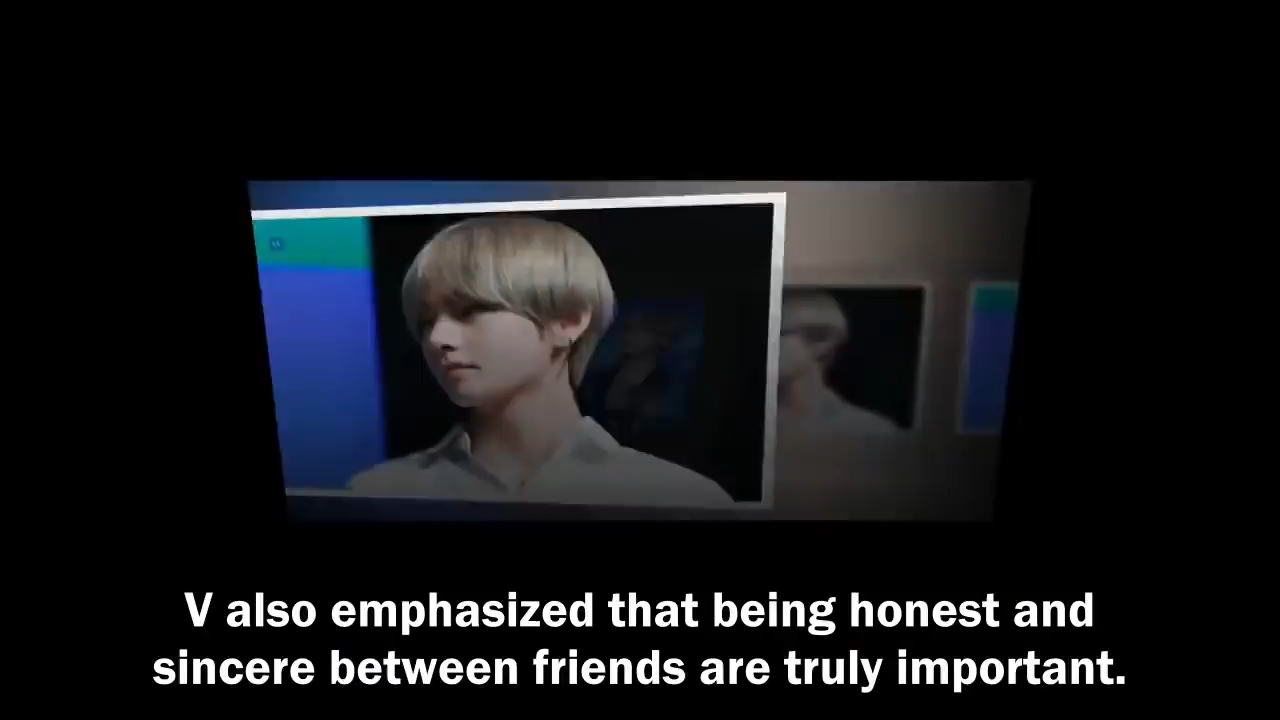 V also emphasized that being honest and
sincere between friends are truly important.